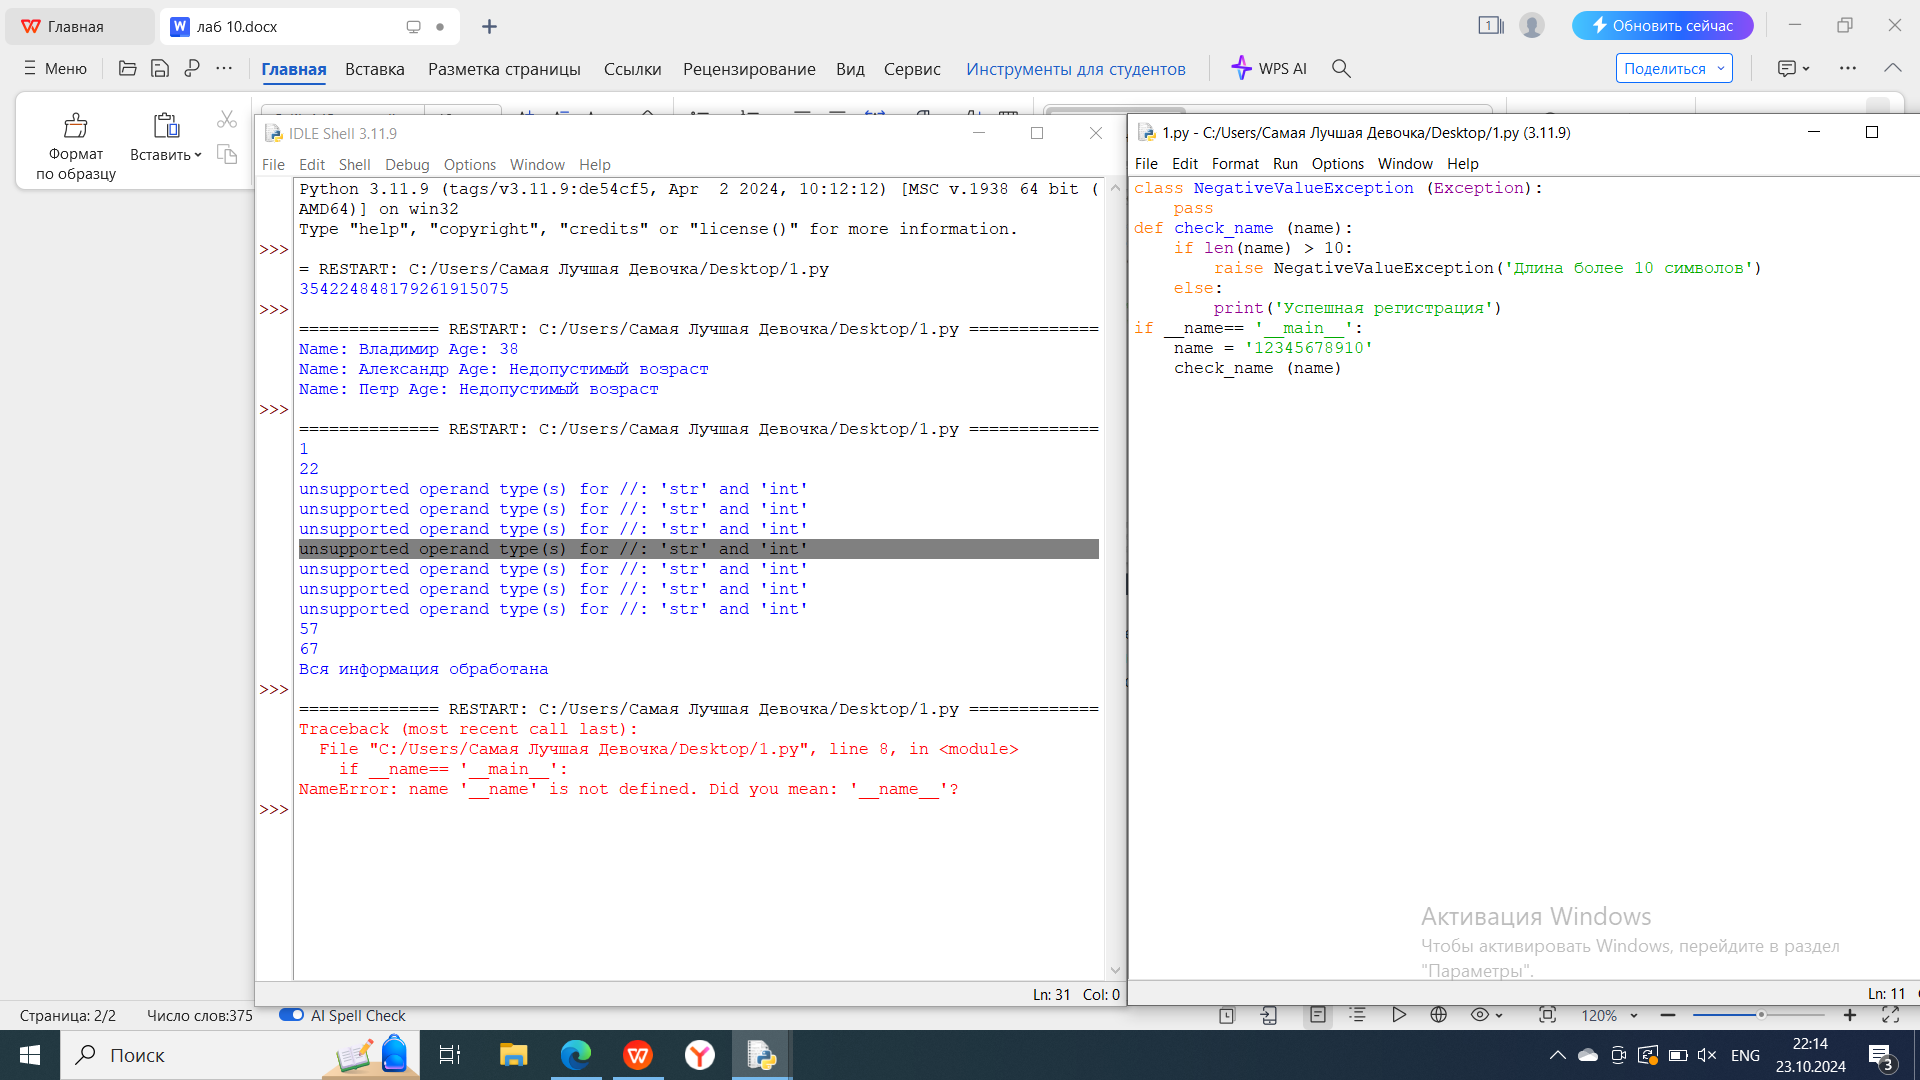 Главная
лаб 10.docx
1
Обновить сейчас
Меню
Главная
Вставка
Разметка страницы
Ссылки
Рецензирование
Вид
Сервис
Инструменты для студентов
WPS AI
Поделиться
Формат
по образцу
Вставить
IDLE Shell 3.11.9
File Edit Shell Debug Options Window Help
Python 3.11.9 (tags/v3.11.9:de54cf5, Apr  2 2024, 10:12:12) [MSC v.1938 64 bit (
AMD64)] on win32
Type "help", "copyright", "credits" or "license()" for more information.
>>>
= RESTART: C:/Users/Самая Лучшая Девочка/Desktop/1.py
354224848179261915075
>>>
============== RESTART: C:/Users/Самая Лучшая Девочка/Desktop/1.py =============
Name: Владимир Age: 38
Name: Александр Age: Недопустимый возраст
Name: Петр Age: Недопустимый возраст
>>>
============== RESTART: C:/Users/Самая Лучшая Девочка/Desktop/1.py =============
1
22
unsupported operand type(s) for //: 'str' and 'int'
unsupported operand type(s) for //: 'str' and 'int'
unsupported operand type(s) for //: 'str' and 'int'
unsupported operand type(s) for //: 'str' and 'int'
unsupported operand type(s) for //: 'str' and 'int'
unsupported operand type(s) for //: 'str' and 'int'
unsupported operand type(s) for //: 'str' and 'int'
57
67
Вся информация обработана
>>>
============== RESTART: C:/Users/Самая Лучшая Девочка/Desktop/1.py =============
Traceback (most recent call last):
  File "C:/Users/Самая Лучшая Девочка/Desktop/1.py", line 8, in <module>
    if __name== '__main__':
NameError: name '__name' is not defined. Did you mean: '__name__'?
>>>
Ln: 31 Col: 0
1.py - C:/Users/Самая Лучшая Девочка/Desktop/1.py (3.11.9)
File Edit Format Run Options Window Help
class NegativeValueException (Exception):
    pass
def check_name (name):
    if len(name) > 10:
        raise NegativeValueException('Длина более 10 символов')
    else:
        print('Успешная регистрация')
if __name== '__main__':
    name = '12345678910'
    check_name (name)
Активация Windows
Чтобы активировать Windows, перейдите в раздел
"Параметры".
Ln: 11
Страница: 2/2
Число слов:375
AI Spell Check
120%
Поиск
ENG
22:14
23.10.2024
3